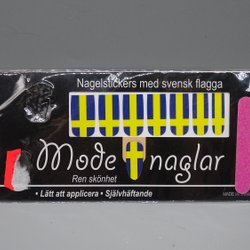 Nagelstickers med svensk flagga
Mode naglar
Ren skönhet
• Lätt att applicera • Självhäftande